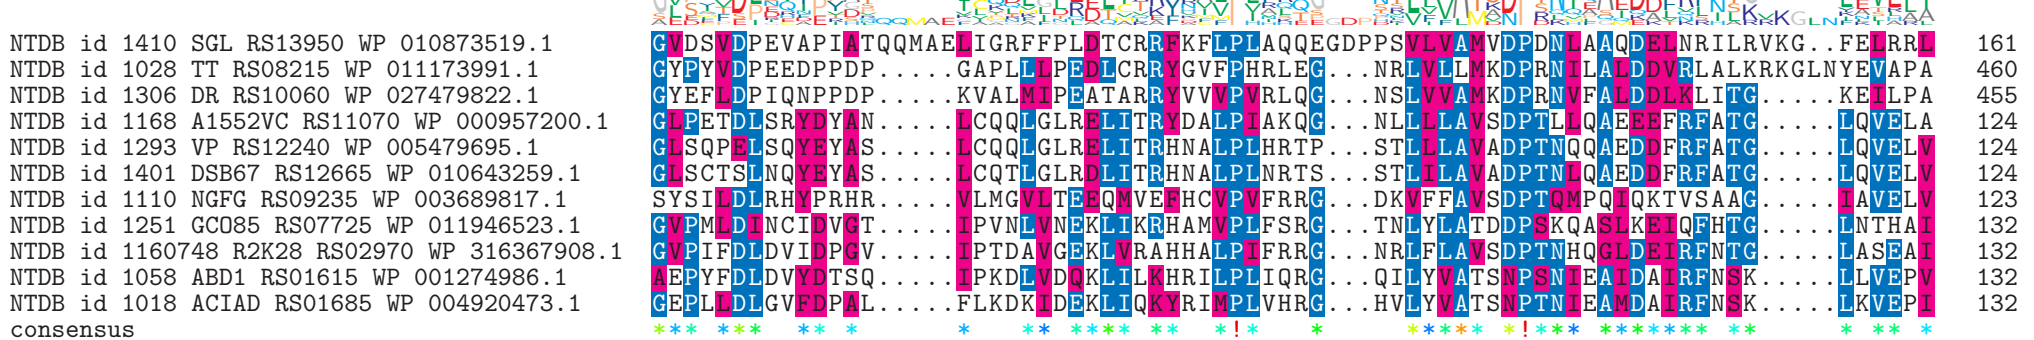 NTDB id 1410 SGL RS13950 WP 010873519.1 GVDSVDPEVAPIATQQMAELIGRFFPLDTCRRFKFLPLAQQEGDPPSVLVAMVDPDNLAAQDELNRILRVKG..FELRRL 161
NTDB id 1028 TT RS08215 WP 011173991.1 GYPYVDPEEDPPDP.....GAPLLLPEDLCRRYGVFPHRLEG...NRLVLLMKDPRNILALDDVRLALKRKGLNYEVAPA 460
NTDB id 1306 DR RS10060 WP 027479822.1 GYEFLDPIQNPPDP.....KVALMIPEATARRYVVVPVRLQG...NSLVVAMKDPRNVFALDDLKLITG.....KEILPA 455
NTDB id 1168 A1552VC RS11070 WP 000957200.1 GLPETDLSRYDYAN.....LCQQLGLRELITRYDALPIAKQG...NLLLLAVSDPTLLQAEEEFRFATG.....LQVELA 124
NTDB id 1293 VP RS12240 WP 005479695.1 GLSQPELSQYEYAS.....LCQQLGLRELITRHNALPLHRTP...STLLLAVADPTNQQAEDDFRFATG.....LQVELV 124
NTDB id 1401 DSB67 RS12665 WP 010643259.1 GLSCTSLNQYEYAS.....LCQTLGLRDLITRHNALPLNRTS...STLILAVADPTNLQAEDDFRFATG.....LQVELV 124
NTDB id 1110 NGFG RS09235 WP 003689817.1 SYSILDLRHYPRHR.....VLMGVLTEEQMVEFHCVPVFRRG...DKVFFAVSDPTQMPQIQKTVSAAG.....IAVELV 123
NTDB id 1251 GCO85 RS07725 WP 011946523.1 GVPMLDINCIDVGT.....IPVNLVNEKLIKRHAMVPLFSRG...TNLYLATDDPSKQASLKEIQFHTG.....LNTHAI 132
NTDB id 1160748 R2K28 RS02970 WP 316367908.1 GVPIFDLDVIDPGV.....IPTDAVGEKLVRAHHALPIFRRG...NRLFLAVSDPTNHQGLDEIRFNTG.....LASEAI 132
NTDB id 1058 ABD1 RS01615 WP 001274986.1 AEPYFDLDVYDTSQ.....IPKDLVDQKLILKHRILPLIQRG...QILYVATSNPSNIEAIDAIRFNSK.....LLVEPV 132
NTDB id 1018 ACIAD RS01685 WP 004920473.1 GEPLLDLGVFDPAL.....FLKDKIDEKLIQKYRIMPLVHRG...HVLYVATSNPTNIEAMDAIRFNSK.....LKVEPI 132
consensus *** *** ** * * ** **** ** *!* * ***** *!*** ******* ** * ** *